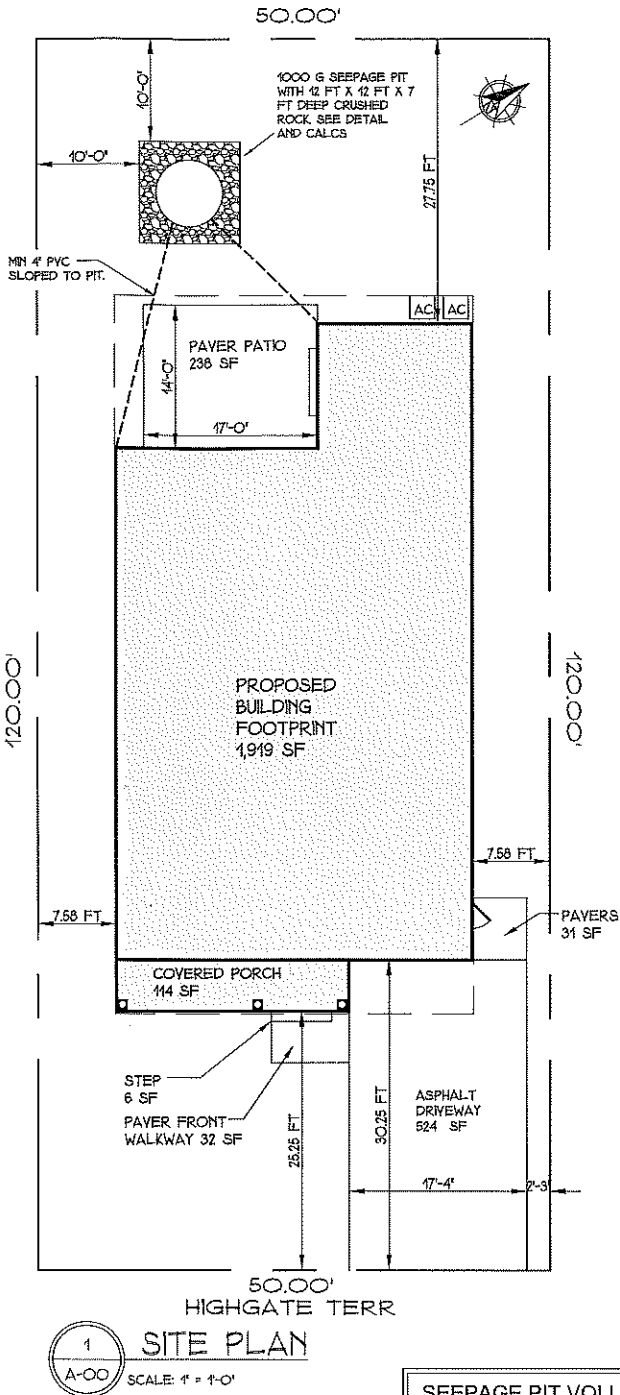 50.00'
1000 G SEEPAGE PIT
WITH 12 FT X 12 FT X 7
FT DEEP CRUSHED
ROCK. SEE DETAIL
AND CALCS
10'-0"
10'-0"
27.75 FT
MIN 4" PVC
SLOPED TO PIT.
AC AC
PAVER PATIO
238 SF
14'-0"
17'-0"
120.00'
120.00'
PROPOSED
BUILDING
FOOTPRINT
1,919 SF
7.58 FT
7.58 FT
PAVERS
31 SF
COVERED PORCH
114 SF
STEP
6 SF
PAVER FRONT
WALKWAY 32 SF
25.25 FT
30.25 FT
ASPHALT
DRIVEWAY
524 SF
17'-4"
2'-3"
50.00'
HIGHGATE TERR
1
A-00
SITE PLAN
SCALE: 1" = 1'-0"
SEEPAGE PIT VOLU